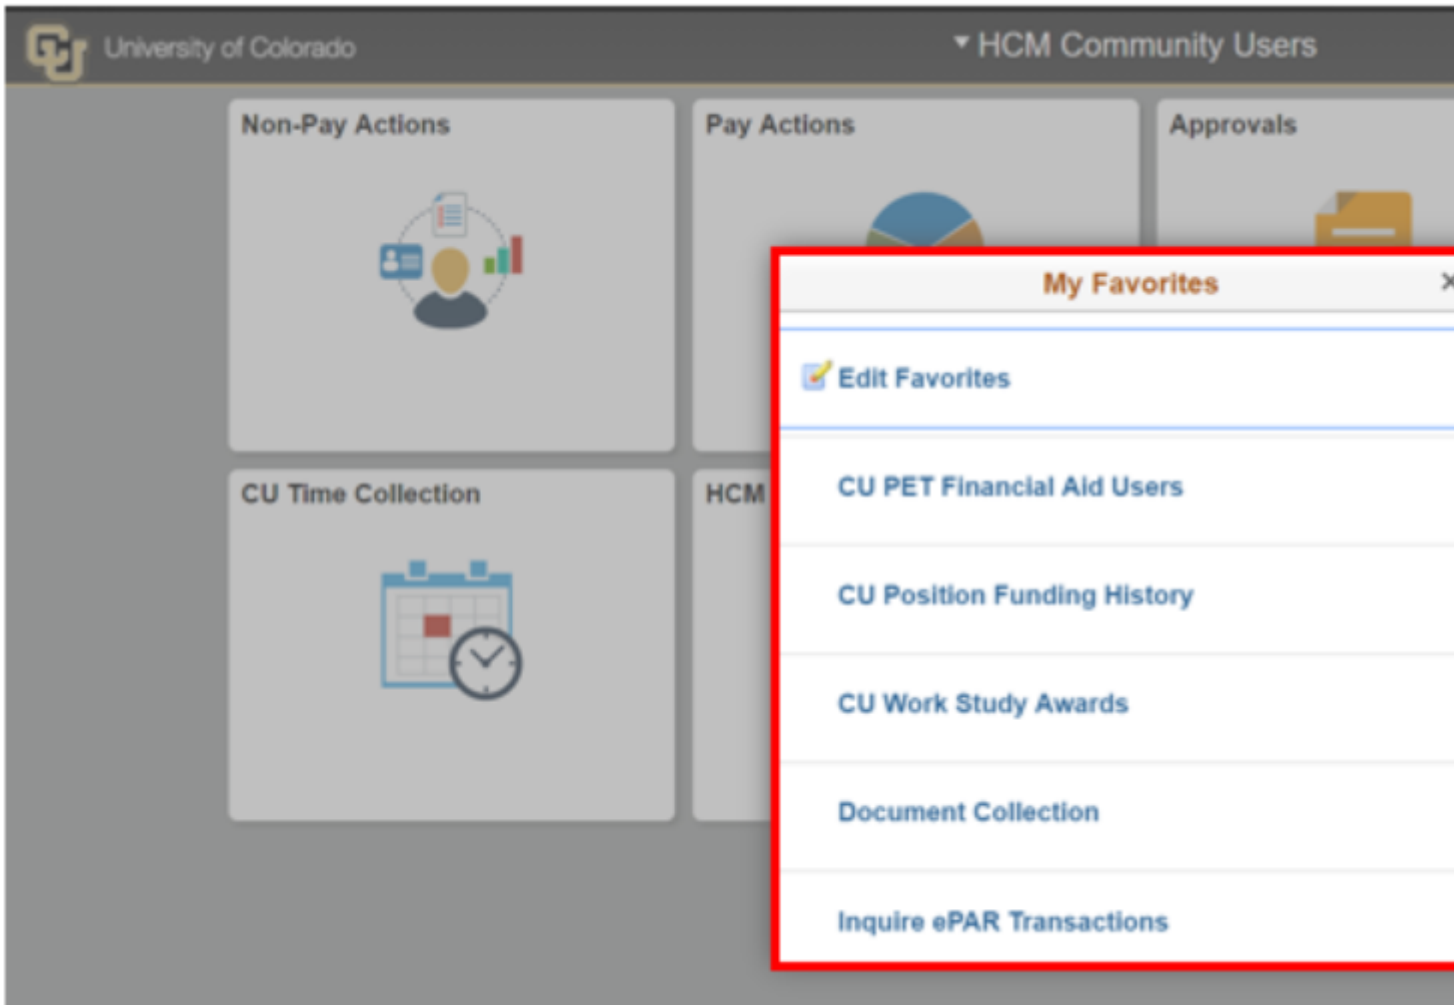 CU University of Colorado
HCM Community Users
Non-Pay Actions
Pay Actions
Approvals
My Favorites
Edit Favorites
CU PET Financial Aid Users
CU Time Collection
HCM
CU Position Funding History
CU Work Study Awards
Document Collection
Inquire ePAR Transactions